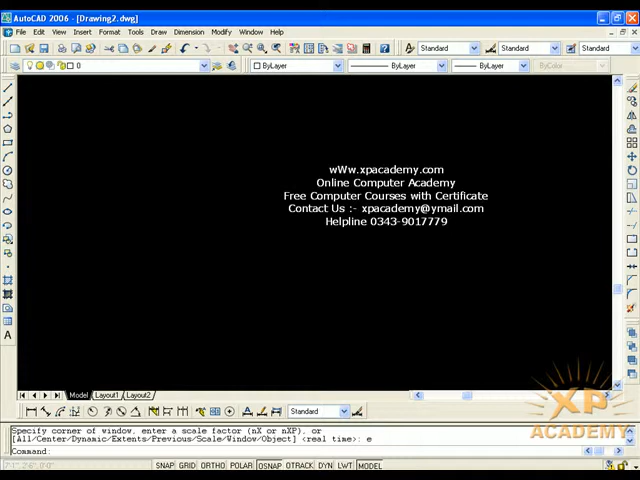 AutoCAD 2006 - [Drawing2.dwg]
File Edit View Insert Format Tools Draw Dimension Modify Window Help
Standard Standard Standard
0 ByLayer ByLayer ByLayer ByColor
wWw.xpacademy.com
Online Computer Academy
Free Computer Courses with Certificate
Contact Us :- xpacademy@ymail.com
Helpline 0343-9017779
Model Layout1 Layout2
Standard
XP
ACADEMY
Specify corner of window, enter a scale factor (nX or nXP), or
[All/Center/Dynamic/Extents/Previous/Scale/Window/Object] <real time>: e
Command:
SNAP GRID ORTHO POLAR OSNAP OTRACK DYN LWT MODEL